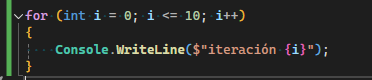 for (int i = 0; i <= 10; i++)
{
    Console.WriteLine($"iteración {i}");
}